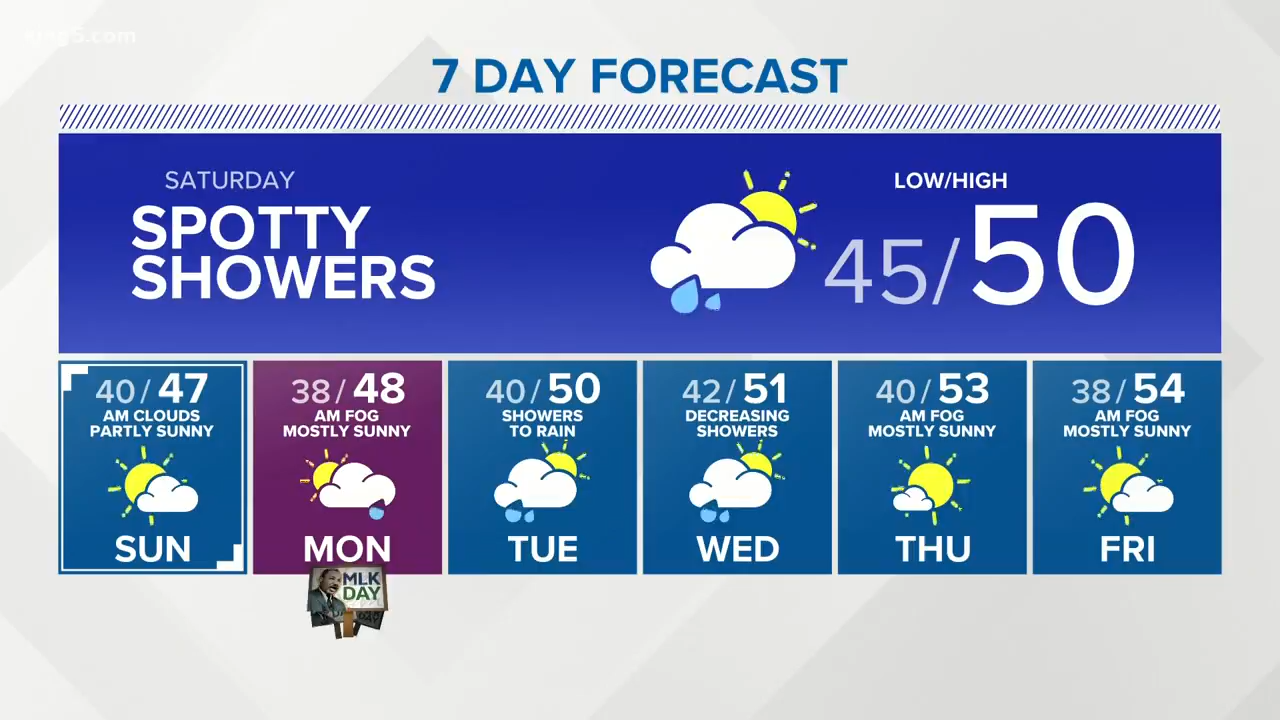 7 DAY FORECAST
SATURDAY
SPOTTY
SHOWERS
LOW/HIGH
45/50
40/47
AM CLOUDS
PARTLY SUNNY
SUN
38/48
AM FOG
MOSTLY SUNNY
MON
MLK
DAY
40/50
SHOWERS
TO RAIN
TUE
42/51
DECREASING
SHOWERS
WED
40/53
AM FOG
MOSTLY SUNNY
THU
38/54
AM FOG
MOSTLY SUNNY
FRI